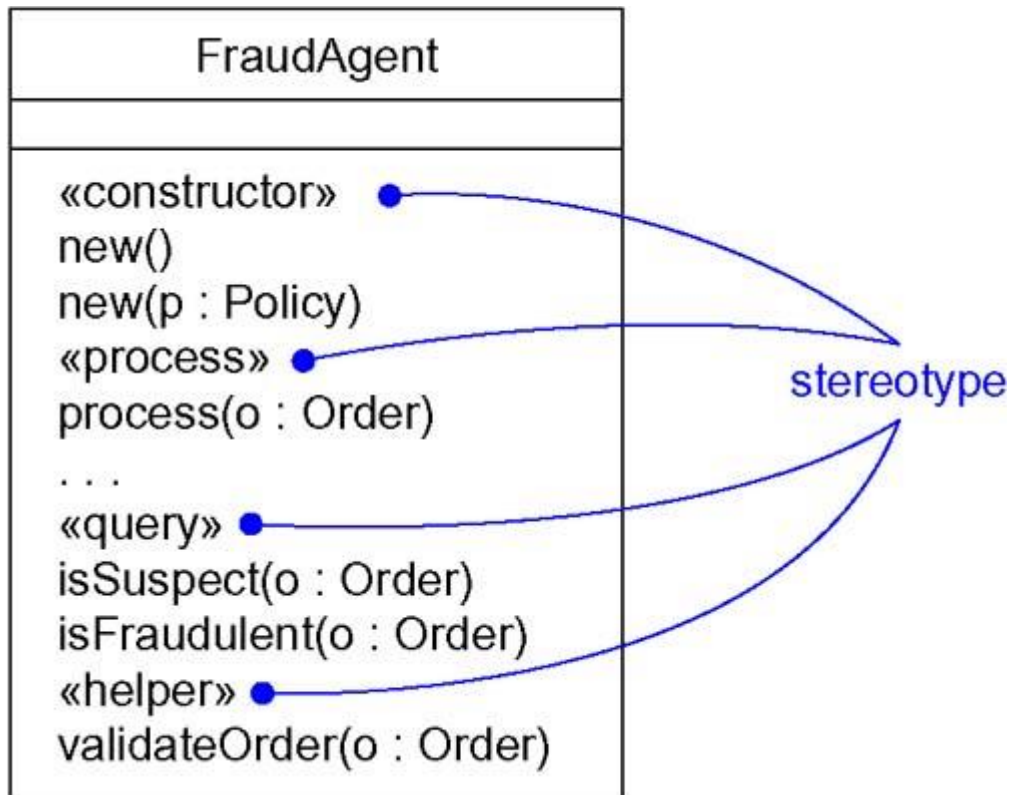 FraudAgent
«constructor»
new()
new(p : Policy)
«process»
process(o : Order)
. . .
«query»
isSuspect(o : Order)
isFraudulent(o : Order)
«helper»
validateOrder(o : Order)
stereotype